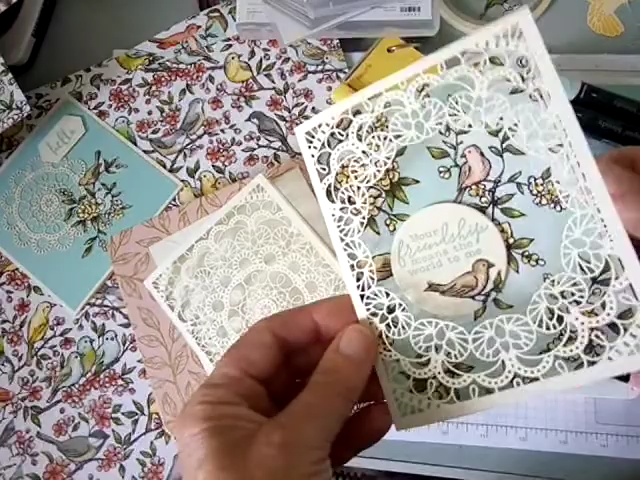 hello
your
friendship
means the
world to me